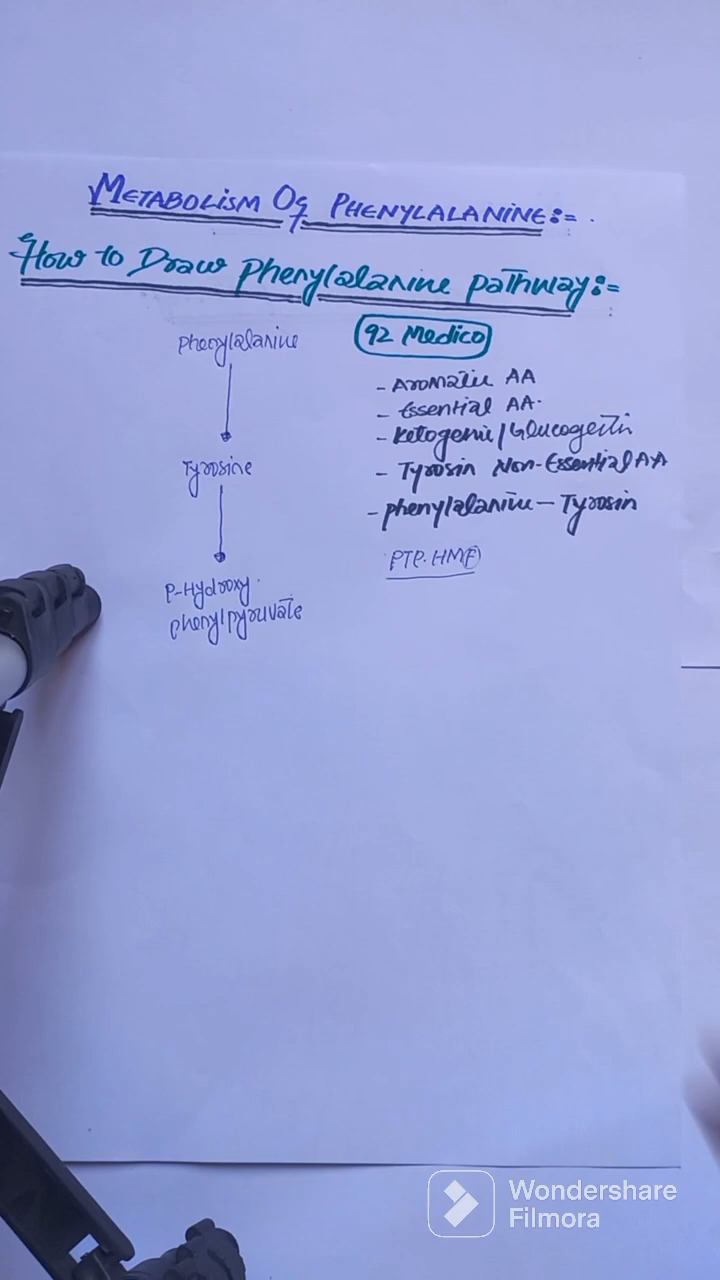 METABOLISM Of PHENYLALANINE:=.
How to Draw Phenylalanine pathway:=
92 Medico
phenylalanine
- Aromatic AA
- Essential AA.
- Ketogenic/Glucogetin
Tyrosine
- Tyrosin Non-Essential AA
- phenylalanine - Tyrosin
PTP.HMF
P-Hydroxy.
phenylpyruvate
Wondershare
Filmora